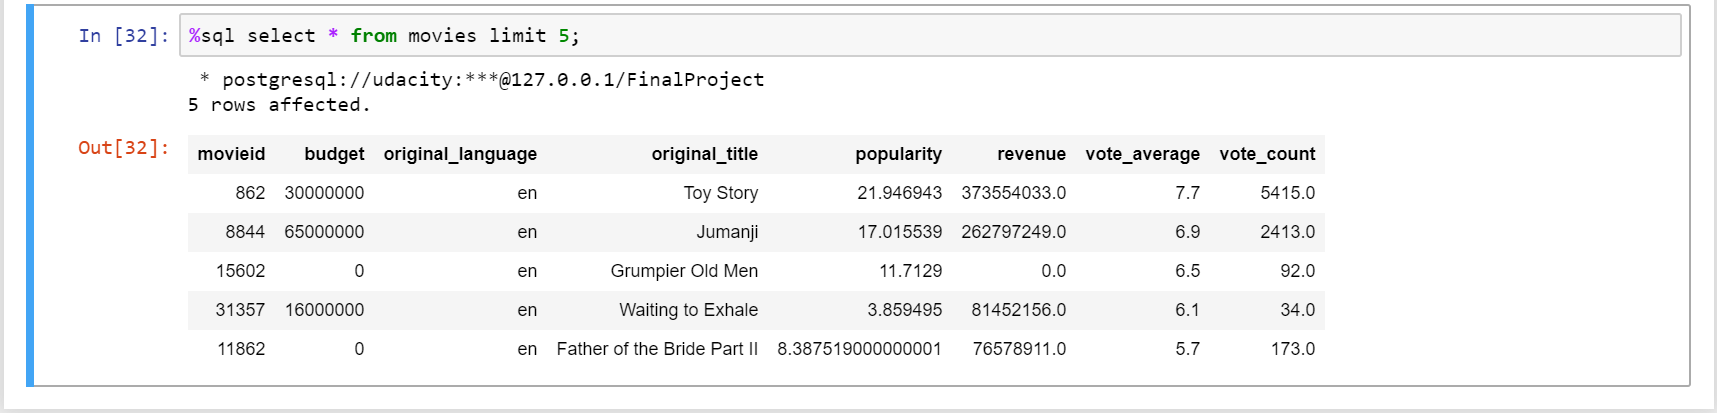 In [32]: %sql select * from movies limit 5;
* postgresql://udacity:***@127.0.0.1/FinalProject
5 rows affected.
Out[32]: movieid budget original_language original_title popularity revenue vote_average vote_count
862 30000000 en Toy Story 21.946943 373554033.0 7.7 5415.0
8844 65000000 en Jumanji 17.015539 262797249.0 6.9 2413.0
15602 0 en Grumpier Old Men 11.7129 0.0 6.5 92.0
31357 16000000 en Waiting to Exhale 3.859495 81452156.0 6.1 34.0
11862 0 en Father of the Bride Part II 8.387519000000001 76578911.0 5.7 173.0